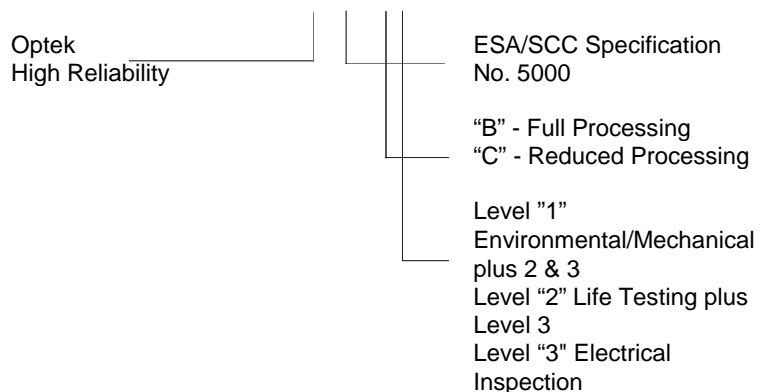 Optek
High Reliability
ESA/SCC Specification
No. 5000
“B” - Full Processing
“C” - Reduced Processing
Level ”1”
Environmental/Mechanical
plus 2 & 3
Level “2” Life Testing plus
Level 3
Level “3" Electrical
Inspection